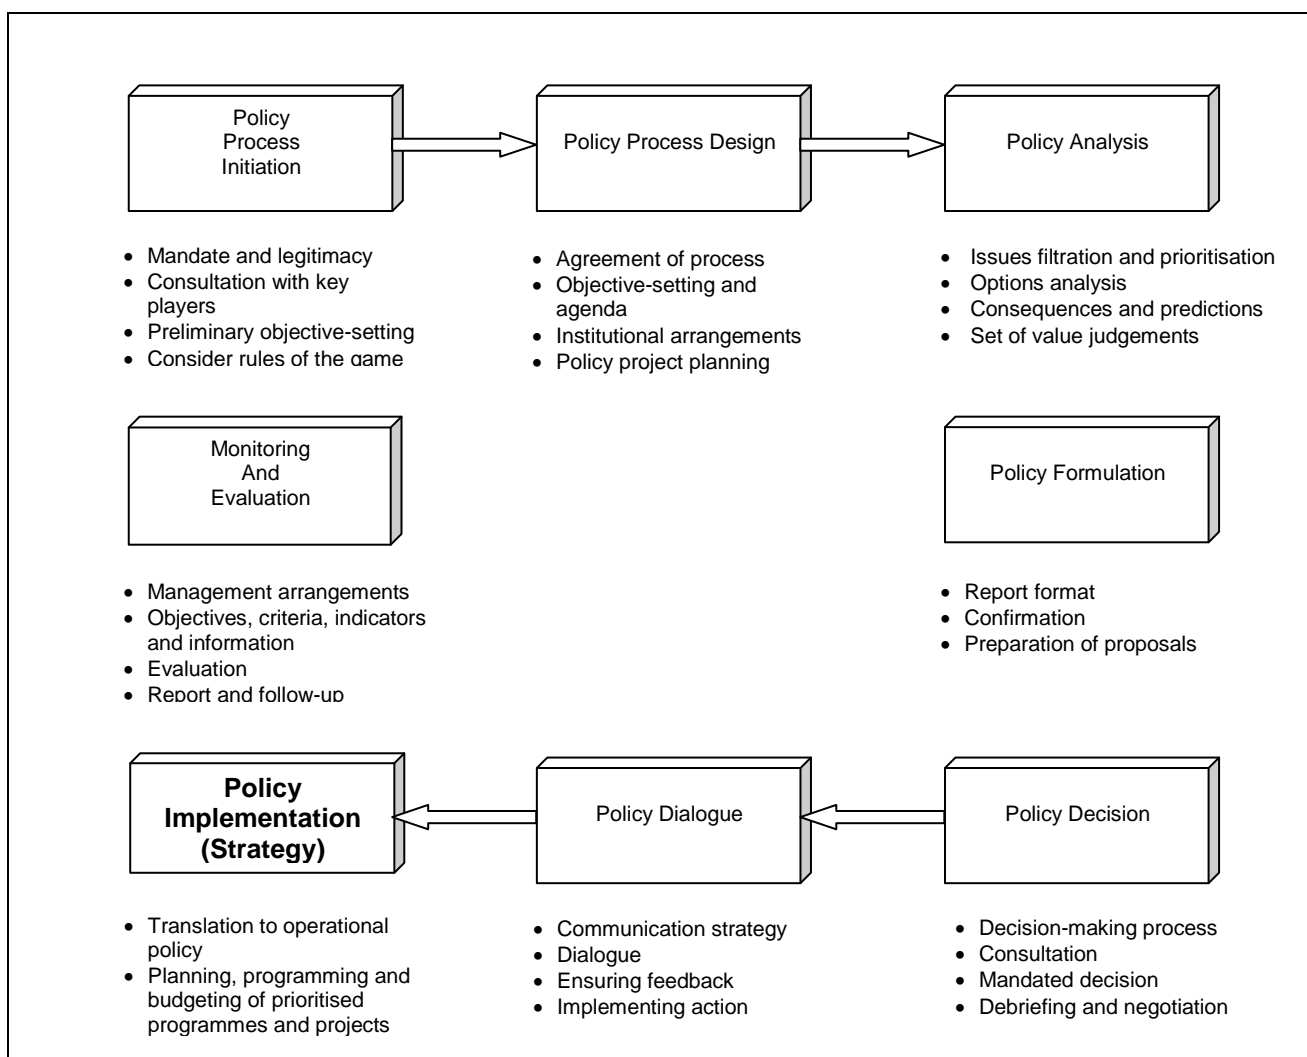 Policy
Process
Initiation
Policy Process Design
Policy Analysis
• Mandate and legitimacy
• Consultation with key
players
• Preliminary objective-setting
• Consider rules of the game
• Agreement of process
• Objective-setting and
agenda
• Institutional arrangements
• Policy project planning
• Issues filtration and prioritisation
• Options analysis
• Consequences and predictions
• Set of value judgements
Monitoring
And
Evaluation
Policy Formulation
• Management arrangements
• Objectives, criteria, indicators
and information
• Evaluation
• Report and follow-up
• Report format
• Confirmation
• Preparation of proposals
Policy
Implementation
(Strategy)
Policy Dialogue
Policy Decision
• Translation to operational
policy
• Planning, programming and
budgeting of prioritised
programmes and projects
• Communication strategy
• Dialogue
• Ensuring feedback
• Implementing action
• Decision-making process
• Consultation
• Mandated decision
• Debriefing and negotiation